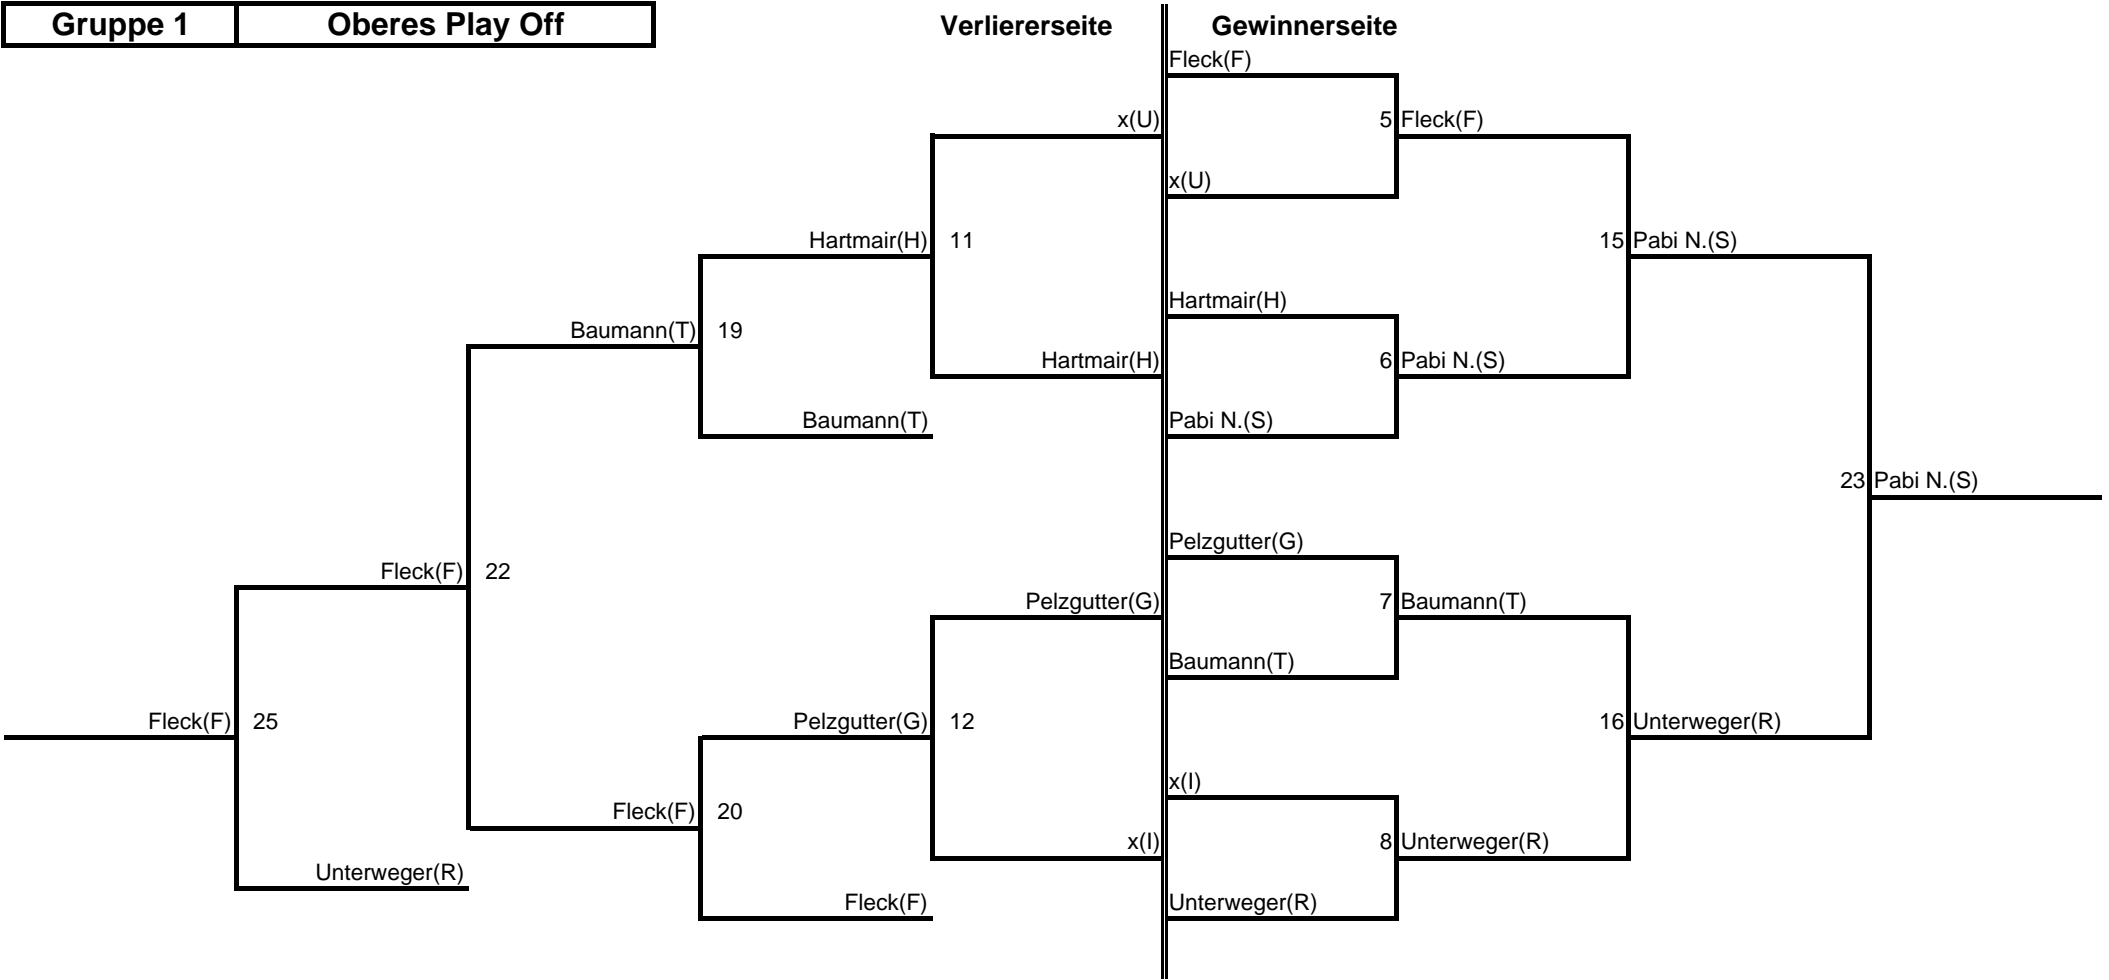 Gruppe 1 Oberes Play Off Verliererseite Gewinnerseite
Fleck(F)
x(U) 5 Fleck(F)
x(U)
Hartmair(H) 11 15 Pabi N.(S)
Hartmair(H)
Baumann(T) 19
Hartmair(H) 6 Pabi N.(S)
Baumann(T) Pabi N.(S)
23 Pabi N.(S)
Pelzgutter(G)
Fleck(F) 22
Pelzgutter(G) 7 Baumann(T)
Baumann(T)
Fleck(F) 25 Pelzgutter(G) 12 16 Unterweger(R)
x(I)
Fleck(F) 20
x(I) 8 Unterweger(R)
Unterweger(R)
Fleck(F) Unterweger(R)